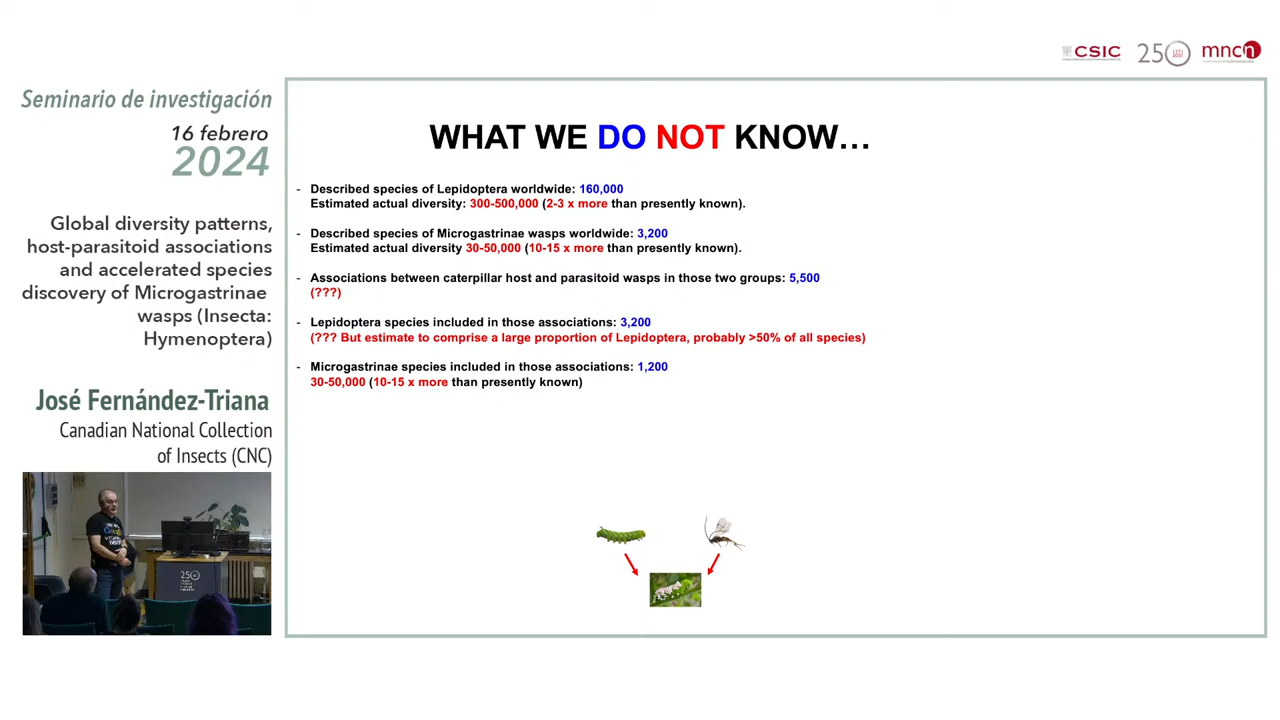 CSIC
250
mncn
Seminario de investigación
16 febrero
2024
Global diversity patterns,
host-parasitoid associations
and accelerated species
discovery of Microgastrinae
wasps (Insecta:
Hymenoptera)
José Fernández-Triana
Canadian National Collection
of Insects (CNC)
WHAT WE DO NOT KNOW…
- Described species of Lepidoptera worldwide: 160,000
Estimated actual diversity: 300-500,000 (2-3 x more than presently known).
- Described species of Microgastrinae wasps worldwide: 3,200
Estimated actual diversity 30-50,000 (10-15 x more than presently known).
- Associations between caterpillar host and parasitoid wasps in those two groups: 5,500
(???)
- Lepidoptera species included in those associations: 3,200
(??? But estimate to comprise a large proportion of Lepidoptera, probably >50% of all species)
- Microgastrinae species included in those associations: 1,200
30-50,000 (10-15 x more than presently known)
Google
250